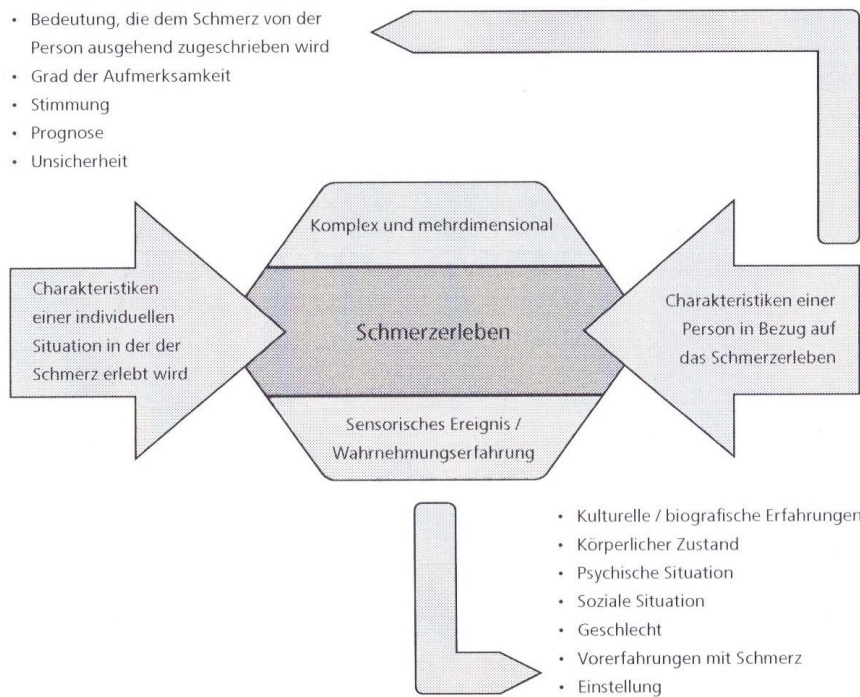 • Bedeutung, die dem Schmerz von der
Person ausgehend zugeschrieben wird
• Grad der Aufmerksamkeit
• Stimmung
• Prognose
• Unsicherheit
Komplex und mehrdimensional
Charakteristiken
einer individuellen
Situation in der der
Schmerz erlebt wird
Schmerzerleben
Charakteristiken einer
Person in Bezug auf
das Schmerzerleben
Sensorisches Ereignis /
Wahrnehmungserfahrung
• Kulturelle / biografische Erfahrungen
• Körperlicher Zustand
• Psychische Situation
• Soziale Situation
• Geschlecht
• Vorerfahrungen mit Schmerz
• Einstellung